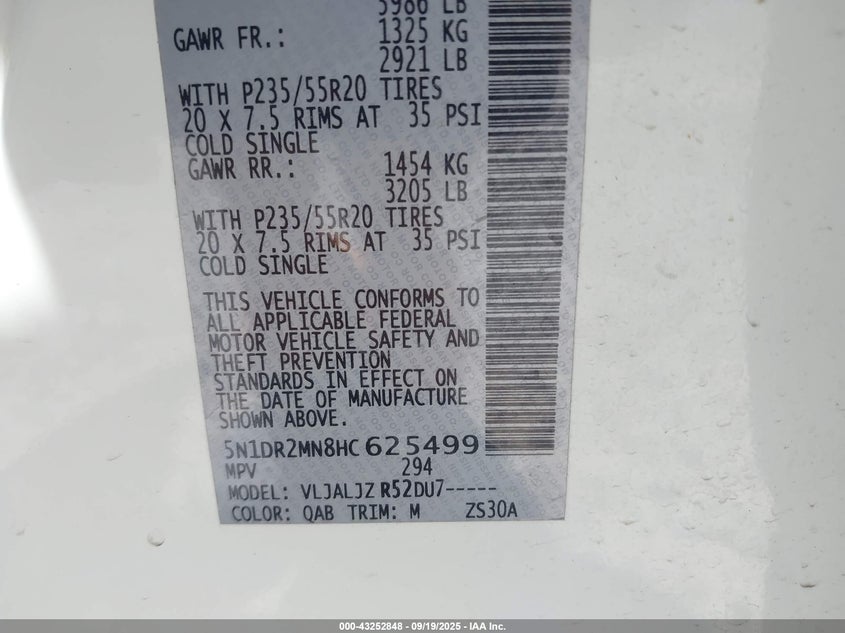 5986 LB
GAWR FR.: 1325 KG
2921 LB
WITH P235/55R20 TIRES
20 X 7.5 RIMS AT 35 PSI
COLD SINGLE
GAWR RR.: 1454 KG
3205 LB
WITH P235/55R20 TIRES
20 X 7.5 RIMS AT 35 PSI
COLD SINGLE
THIS VEHICLE CONFORMS TO
ALL APPLICABLE FEDERAL
MOTOR VEHICLE SAFETY AND
THEFT PREVENTION
STANDARDS IN EFFECT ON
THE DATE OF MANUFACTURE
SHOWN ABOVE.
5N1DR2MN8HC625499
MPV 294
MODEL: VLJALJZ R52DU7-----
COLOR: QAB TRIM: M ZS30A
000-43252848 - 09/19/2025 - IAA Inc.